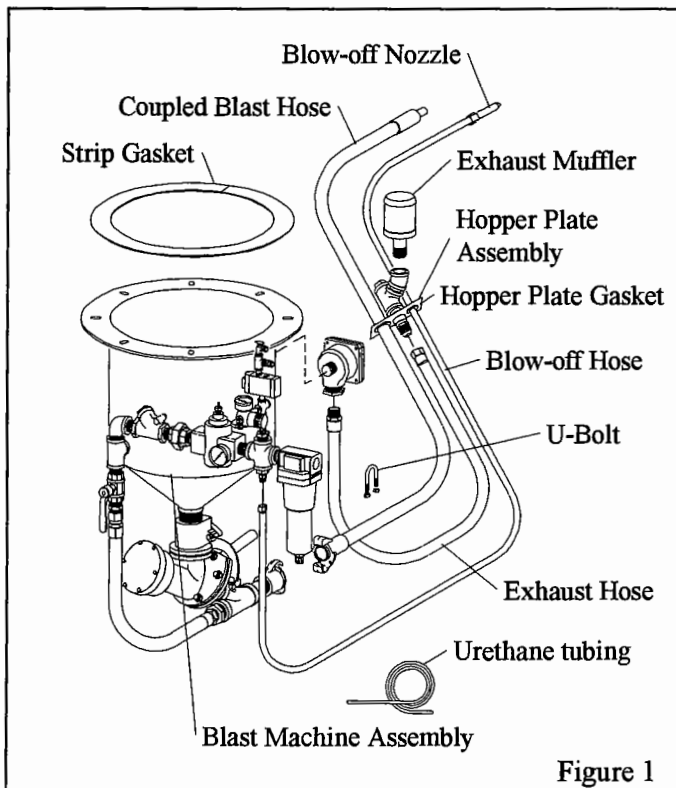 Blow-off Nozzle
Coupled Blast Hose
Strip Gasket
Exhaust Muffler
Hopper Plate
Assembly
Hopper Plate Gasket
Blow-off Hose
U-Bolt
Exhaust Hose
Urethane tubing
Blast Machine Assembly
Figure 1